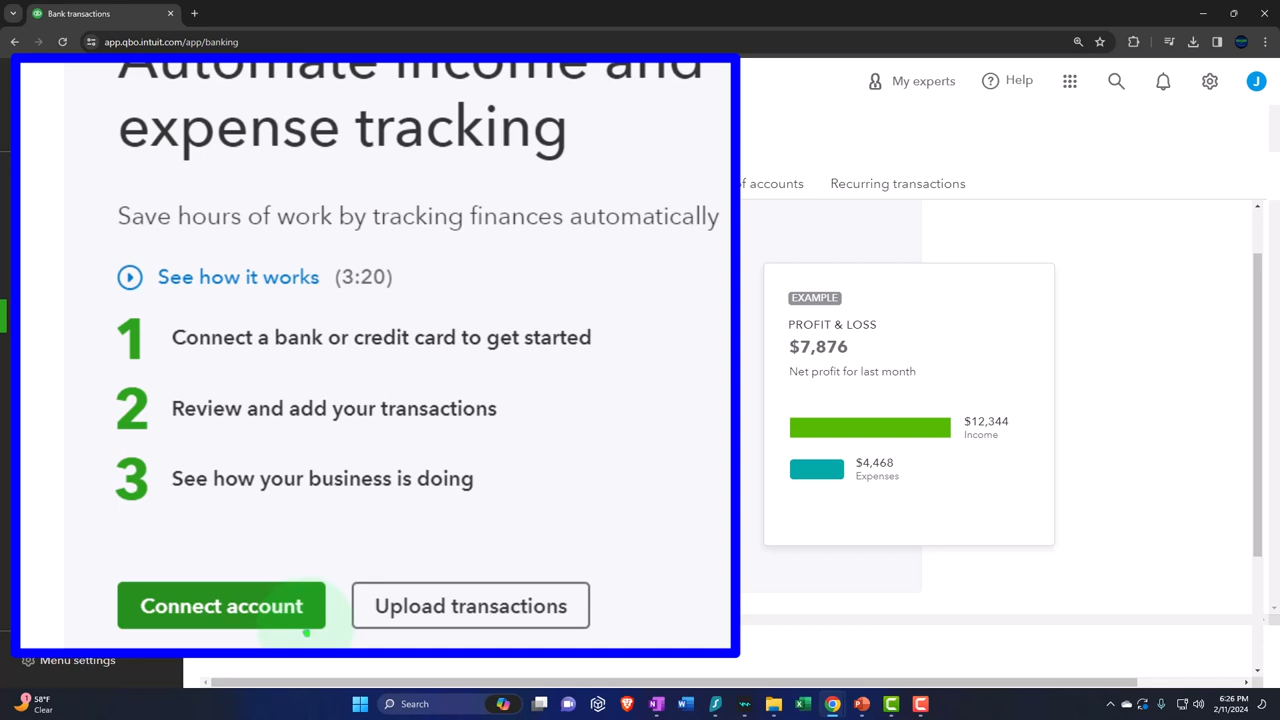 Bank transactions
app.qbo.intuit.com/app/banking
My experts
Help
J
of accounts
Recurring transactions
Automate income and
expense tracking
Save hours of work by tracking finances automatically
See how it works (3:20)
1 Connect a bank or credit card to get started
2 Review and add your transactions
3 See how your business is doing
Connect account
Upload transactions
EXAMPLE
PROFIT & LOSS
$7,876
Net profit for last month
$12,344
Income
$4,468
Expenses
Menu settings
1
58°F
Clear
Search
6:26 PM
2/11/2024